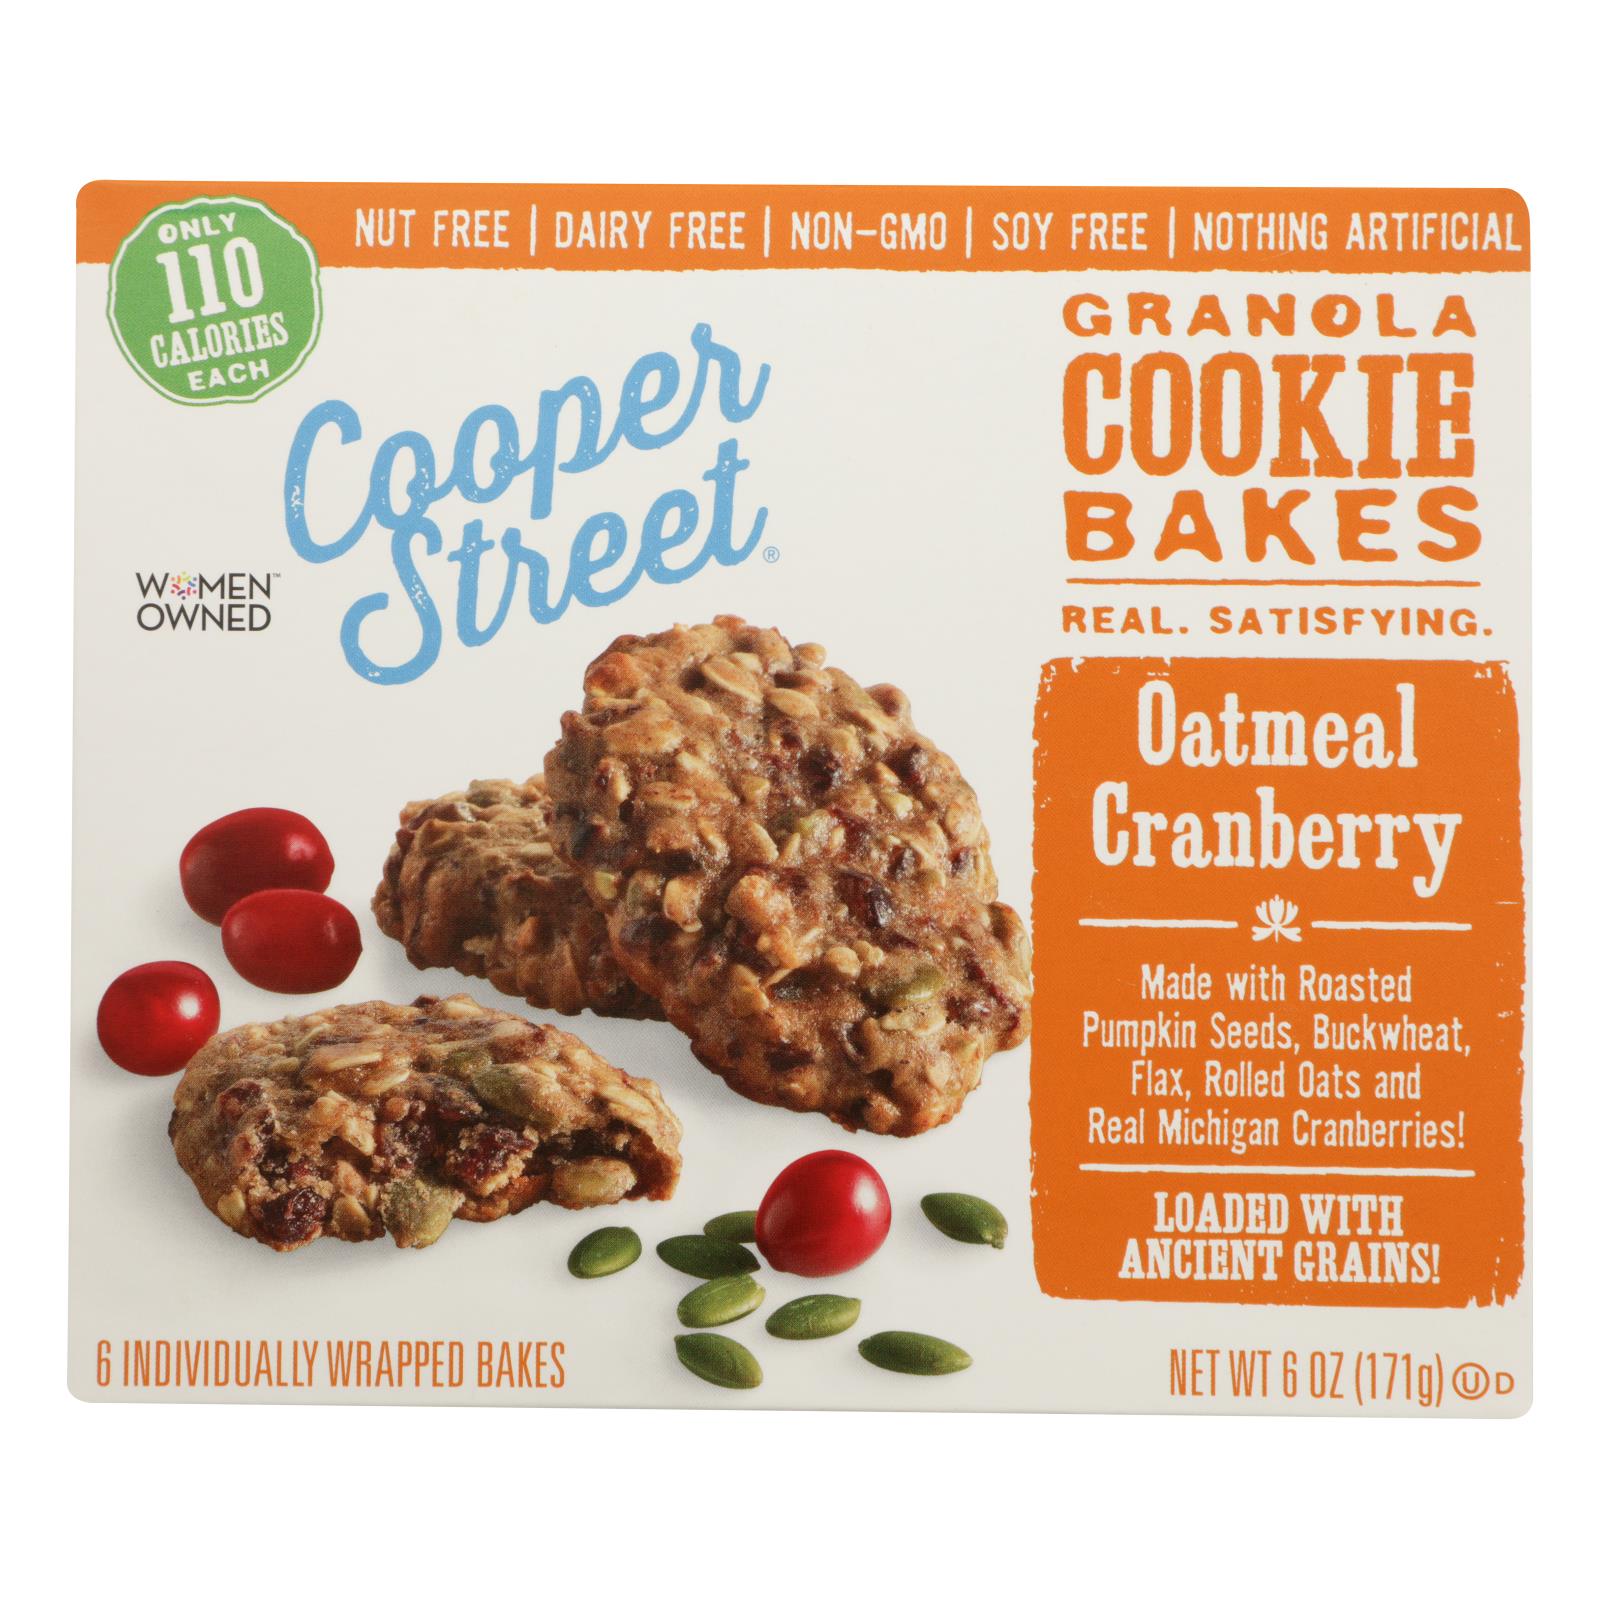 ONLY
110
CALORIES
EACH
NUT FREE | DAIRY FREE | NON-GMO | SOY FREE | NOTHING ARTIFICIAL
Cooper
Street®
WOMEN™
OWNED
GRANOLA
COOKIE
BAKES
REAL. SATISFYING.
Oatmeal
Cranberry
Made with Roasted
Pumpkin Seeds, Buckwheat,
Flax, Rolled Oats and
Real Michigan Cranberries!
LOADED WITH
ANCIENT GRAINS!
6 INDIVIDUALLY WRAPPED BAKES
NET WT 6 OZ (171g) Ⓤ D